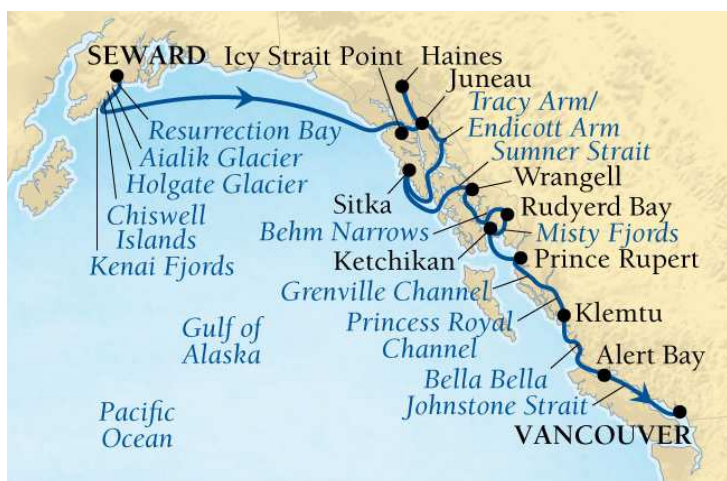 SEWARD
Icy Strait Point
Haines
Juneau
Tracy Arm/
Endicott Arm
Sumner Strait
Resurrection Bay
Aialik Glacier
Holgate Glacier
Chiswell
Islands
Kenai Fjords
Sitka
Wrangell
Rudyerd Bay
Behm Narrows
Misty Fjords
Ketchikan
Prince Rupert
Grenville Channel
Princess Royal
Channel
Klemtu
Gulf of
Alaska
Alert Bay
Bella Bella
Johnstone Strait
Pacific
Ocean
VANCOUVER